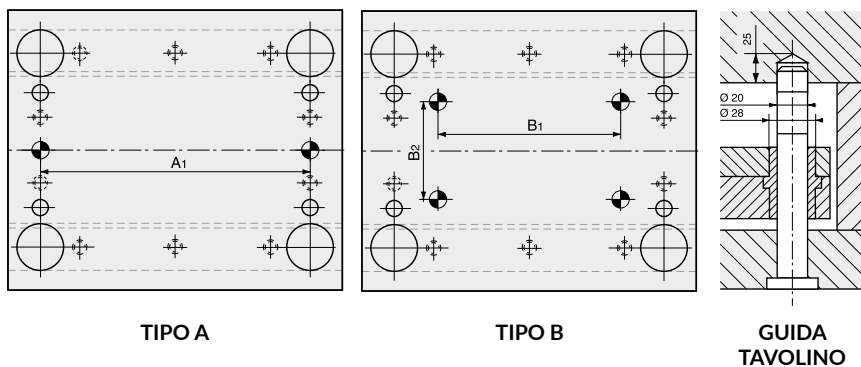 A1
B1
B2
25
Ø 20
Ø 28
TIPO A
TIPO B
GUIDA
TAVOLINO